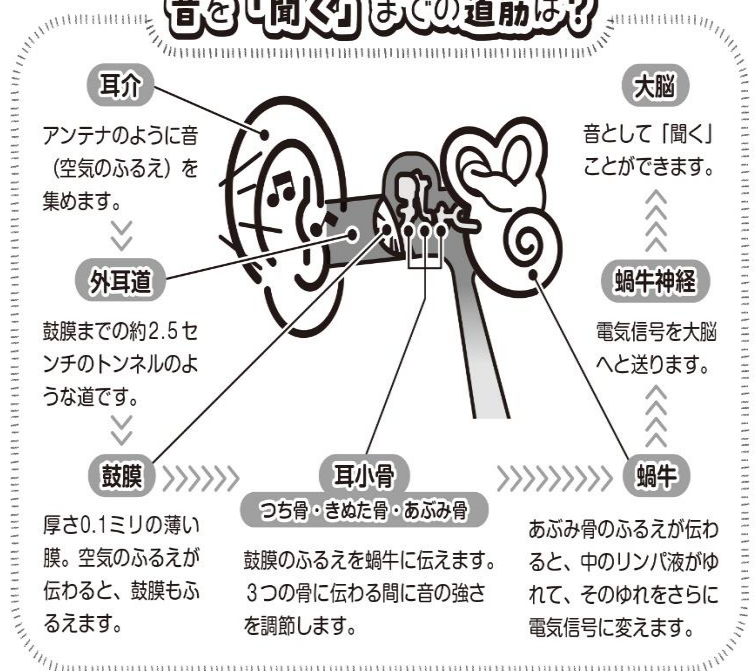 音を「聞く」までの道筋は？
耳介
アンテナのように音
（空気のふるえ）を
集めます。
外耳道
鼓膜までの約2.5セ
ンチのトンネルのよ
うな道です。
鼓膜
厚さ0.1ミリの薄い
膜。空気のふるえが
伝わると、鼓膜もふ
るえます。
耳小骨
つち骨・きぬた骨・あぶみ骨
鼓膜のふるえを蝸牛に伝えます。
３つの骨に伝わる間に音の強さ
を調節します。
蝸牛
あぶみ骨のふるえが伝わ
ると、中のリンパ液がゆ
れて、そのゆれをさらに
電気信号に変えます。
蝸牛神経
電気信号を大脳
へと送ります。
大脳
音として「聞く」
ことができます。